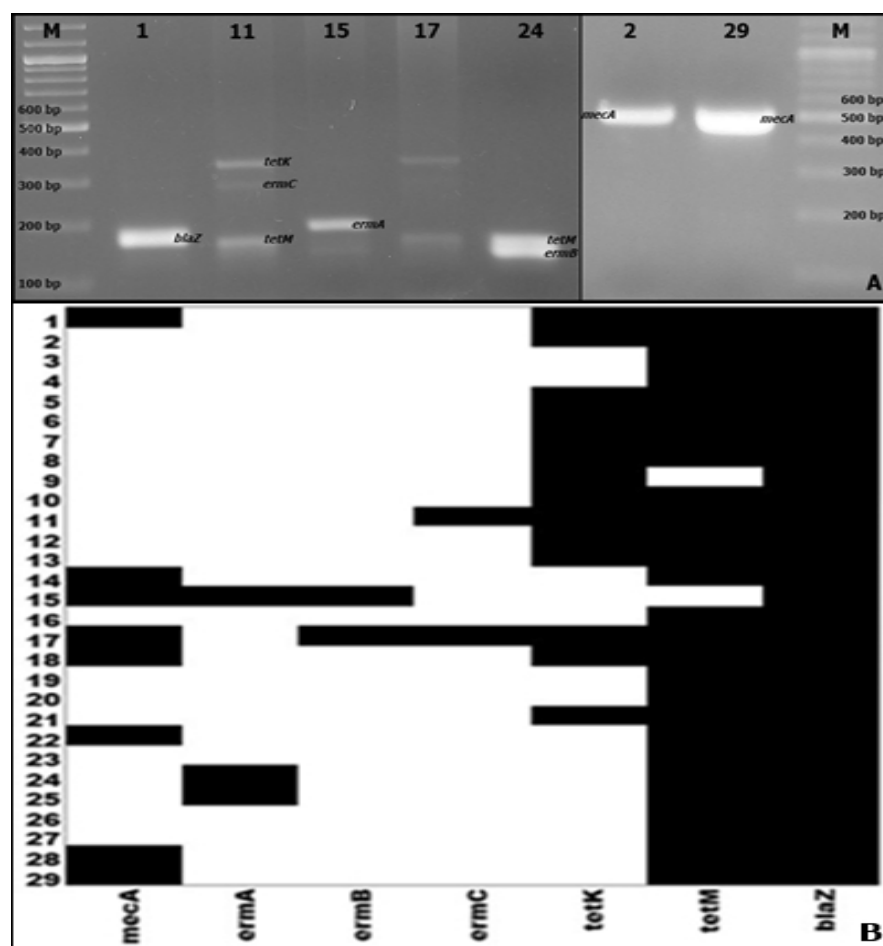 M 1 11 15 17 24 2 29 M
600 bp
500 bp
400 bp
300 bp
200 bp
100 bp
tetK
ermC
blaZ
tetM
ermA
tetM
ermB
mecA
mecA
600 bp
500 bp
400 bp
300 bp
200 bp
A
1
2
3
4
5
6
7
8
9
10
11
12
13
14
15
16
17
18
19
20
21
22
23
24
25
26
27
28
29
mecA ermA ermB ermC tetK tetM blaZ
B